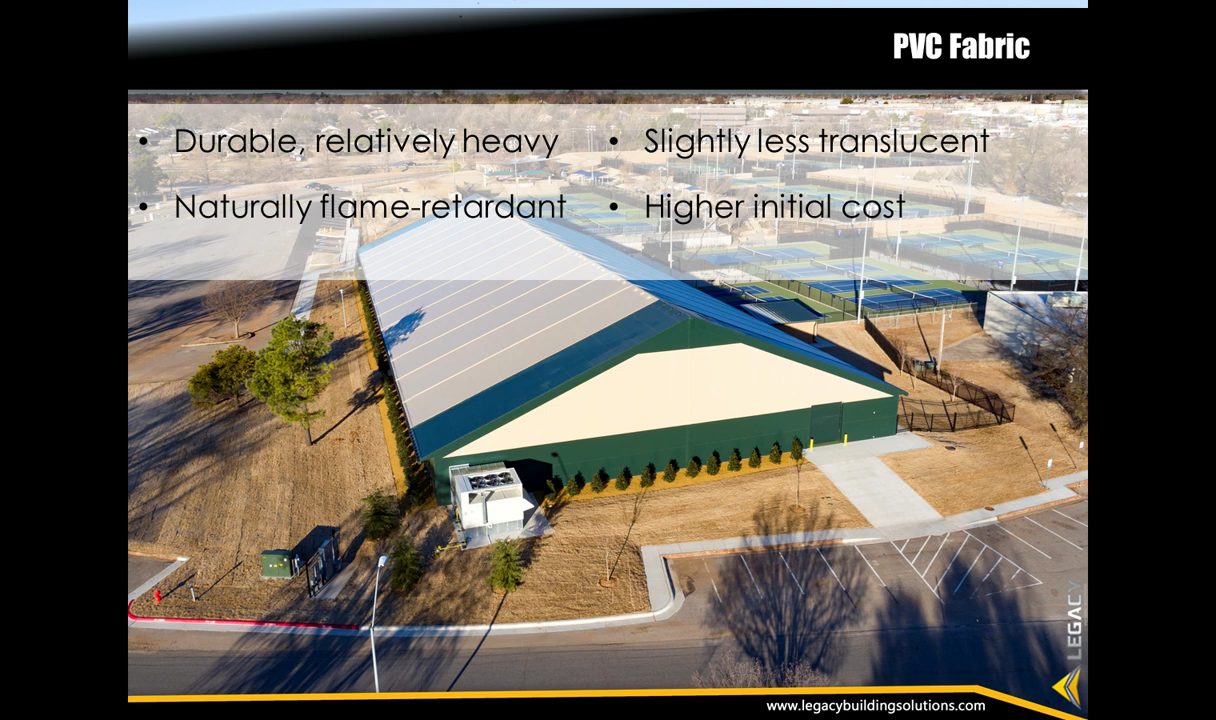 PVC Fabric
• Durable, relatively heavy
• Naturally flame-retardant
• Slightly less translucent
• Higher initial cost
LEGACY
www.legacybuildingsolutions.com